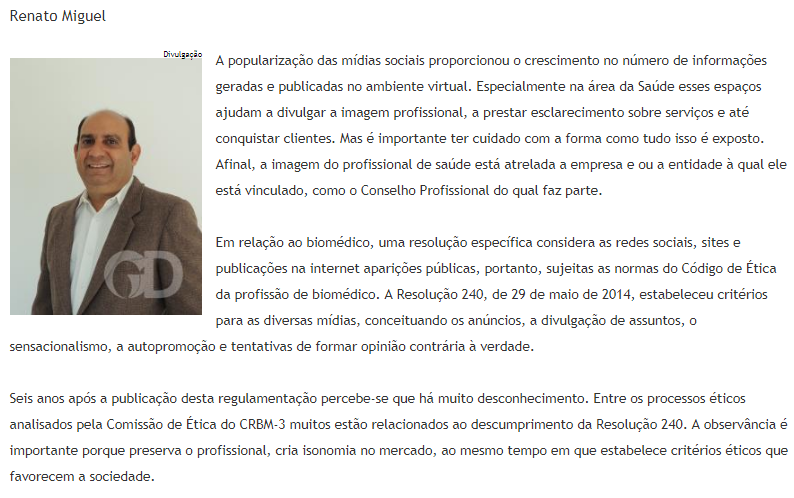 Renato Miguel
Divulgação
A popularização das mídias sociais proporcionou o crescimento no número de informações
geradas e publicadas no ambiente virtual. Especialmente na área da Saúde esses espaços
ajudam a divulgar a imagem profissional, a prestar esclarecimento sobre serviços e até
conquistar clientes. Mas é importante ter cuidado com a forma como tudo isso é exposto.
Afinal, a imagem do profissional de saúde está atrelada a empresa e ou a entidade à qual ele
está vinculado, como o Conselho Profissional do qual faz parte.
Em relação ao biomédico, uma resolução específica considera as redes sociais, sites e
publicações na internet aparições públicas, portanto, sujeitas as normas do Código de Ética
da profissão de biomédico. A Resolução 240, de 29 de maio de 2014, estabeleceu critérios
para as diversas mídias, conceituando os anúncios, a divulgação de assuntos, o
sensacionalismo, a autopromoção e tentativas de formar opinião contrária à verdade.
Seis anos após a publicação desta regulamentação percebe-se que há muito desconhecimento. Entre os processos éticos
analisados pela Comissão de Ética do CRBM-3 muitos estão relacionados ao descumprimento da Resolução 240. A observância é
importante porque preserva o profissional, cria isonomia no mercado, ao mesmo tempo em que estabelece critérios éticos que
favorecem a sociedade.
GD